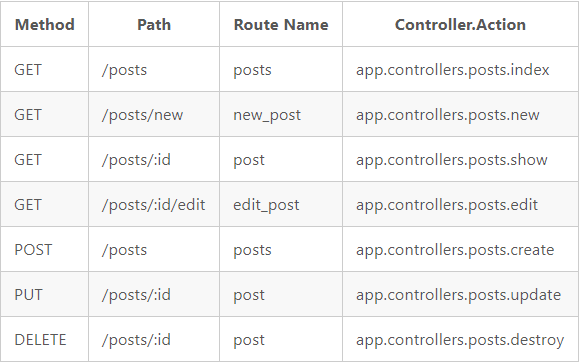 Method Path Route Name Controller.Action
GET /posts posts app.controllers.posts.index
GET /posts/new new_post app.controllers.posts.new
GET /posts/:id post app.controllers.posts.show
GET /posts/:id/edit edit_post app.controllers.posts.edit
POST /posts posts app.controllers.posts.create
PUT /posts/:id post app.controllers.posts.update
DELETE /posts/:id post app.controllers.posts.destroy